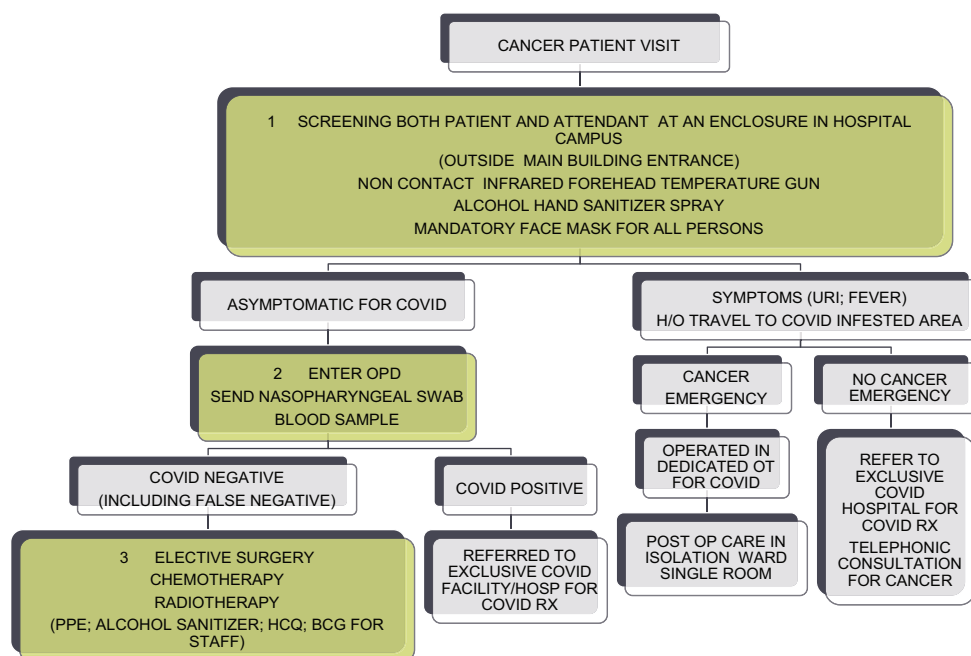 CANCER PATIENT VISIT
1 SCREENING BOTH PATIENT AND ATTENDANT AT AN ENCLOSURE IN HOSPITAL
CAMPUS
(OUTSIDE MAIN BUILDING ENTRANCE)
NON CONTACT INFRARED FOREHEAD TEMPERATURE GUN
ALCOHOL HAND SANITIZER SPRAY
MANDATORY FACE MASK FOR ALL PERSONS
ASYMPTOMATIC FOR COVID
SYMPTOMS (URI; FEVER)
H/O TRAVEL TO COVID INFESTED AREA
2 ENTER OPD
SEND NASOPHARYNGEAL SWAB
BLOOD SAMPLE
CANCER
EMERGENCY
NO CANCER
EMERGENCY
COVID NEGATIVE
(INCLUDING FALSE NEGATIVE)
COVID POSITIVE
OPERATED IN
DEDICATED OT
FOR COVID
REFER TO
EXCLUSIVE
COVID
HOSPITAL FOR
COVID RX
TELEPHONIC
CONSULTATION
FOR CANCER
3 ELECTIVE SURGERY
CHEMOTHERAPY
RADIOTHERAPY
(PPE; ALCOHOL SANITIZER; HCQ; BCG FOR
STAFF)
REFERRED TO
EXCLUSIVE COVID
FACILITY/HOSP FOR
COVID RX
POST OP CARE IN
ISOLATION WARD
SINGLE ROOM